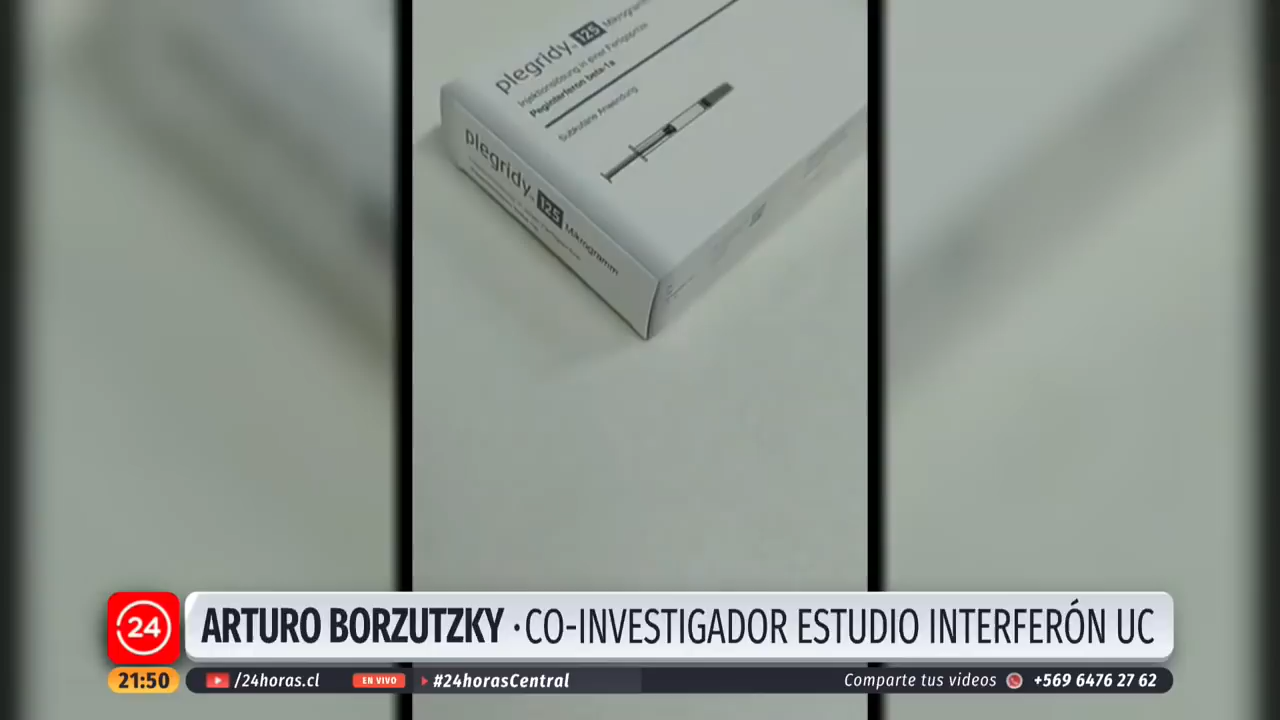 plegridy 125 Mikrogramm
Injektionslösung in einer Fertigspritze
Peginterferon beta-1a
Subkutane Anwendung
plegridy 125 Mikrogramm
24
ARTURO BORZUTZKY · CO-INVESTIGADOR ESTUDIO INTERFERÓN UC
21:50
/24horas.cl
EN VIVO
#24horasCentral
Comparte tus videos
+569 6476 27 62